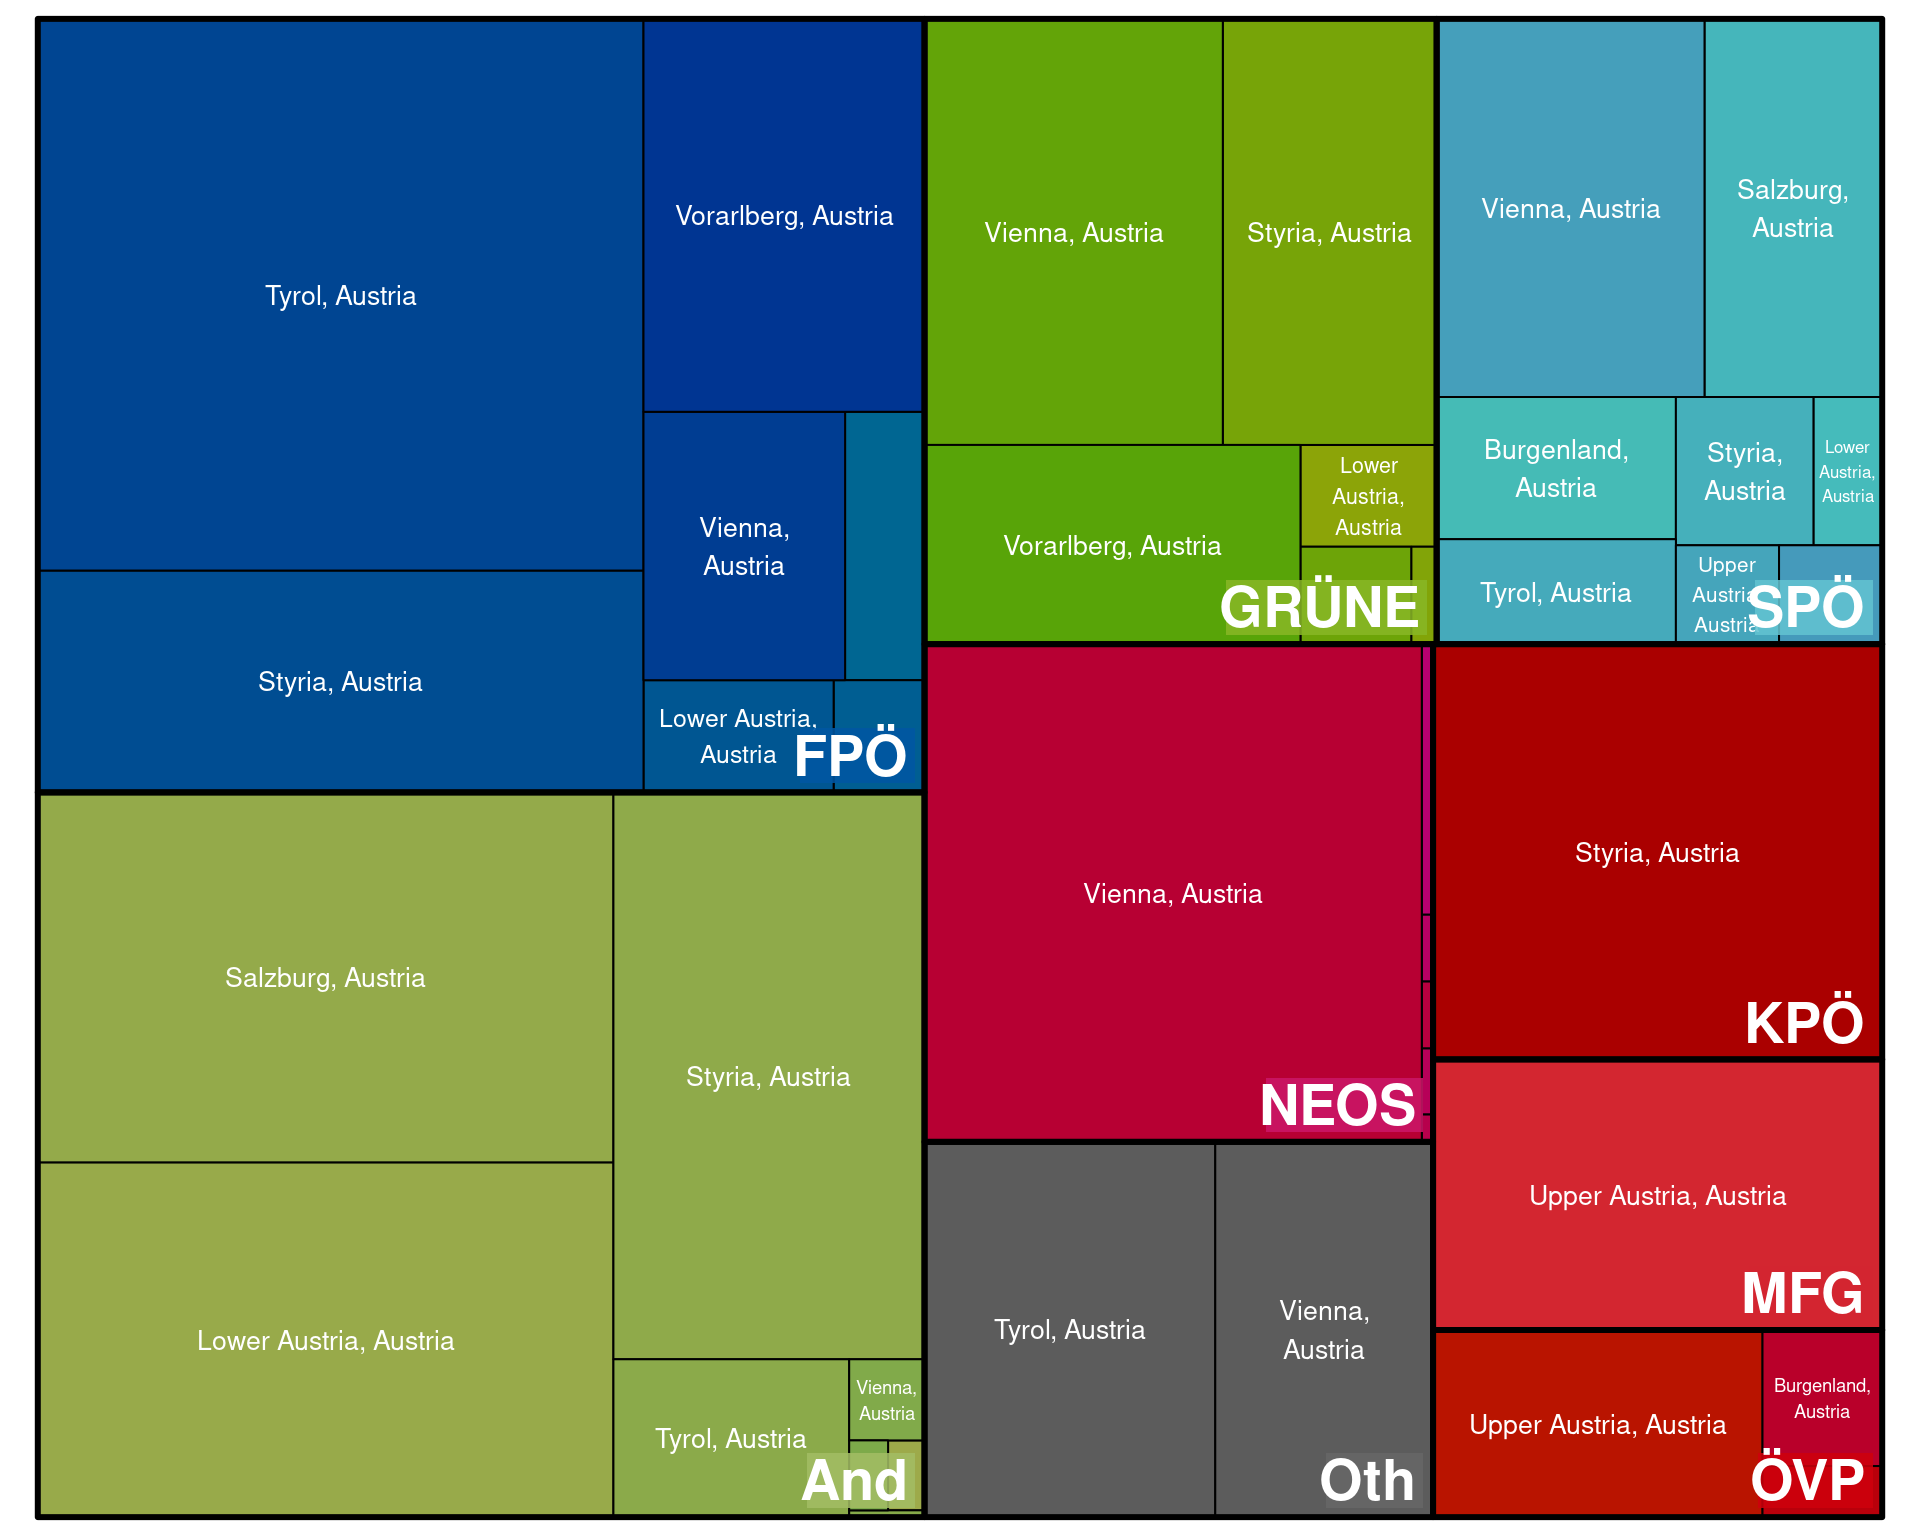 Tyrol, Austria
Vorarlberg, Austria
Styria, Austria
Vienna,
Austria
Lower Austria,
Austria
FPÖ
Salzburg, Austria
Styria, Austria
Lower Austria, Austria
Tyrol, Austria
Vienna,
Austria
And
Vienna, Austria
Styria, Austria
Vorarlberg, Austria
Lower
Austria,
Austria
GRÜNE
Vienna, Austria
Salzburg,
Austria
Burgenland,
Austria
Styria,
Austria
Lower
Austria,
Austria
Tyrol, Austria
Upper
Austria,
Austria
SPÖ
Vienna, Austria
NEOS
Styria, Austria
KPÖ
Tyrol, Austria
Vienna,
Austria
Oth
Upper Austria, Austria
MFG
Upper Austria, Austria
Burgenland,
Austria
ÖVP